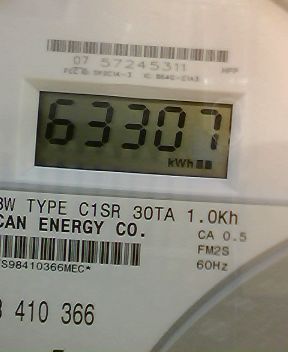 07 57245311
63307
kWh
3W TYPE C1SR 30TA 1.0Kh
CAN ENERGY CO.
CA 0.5
FM2S
60Hz
S98410366MEC*
410 366